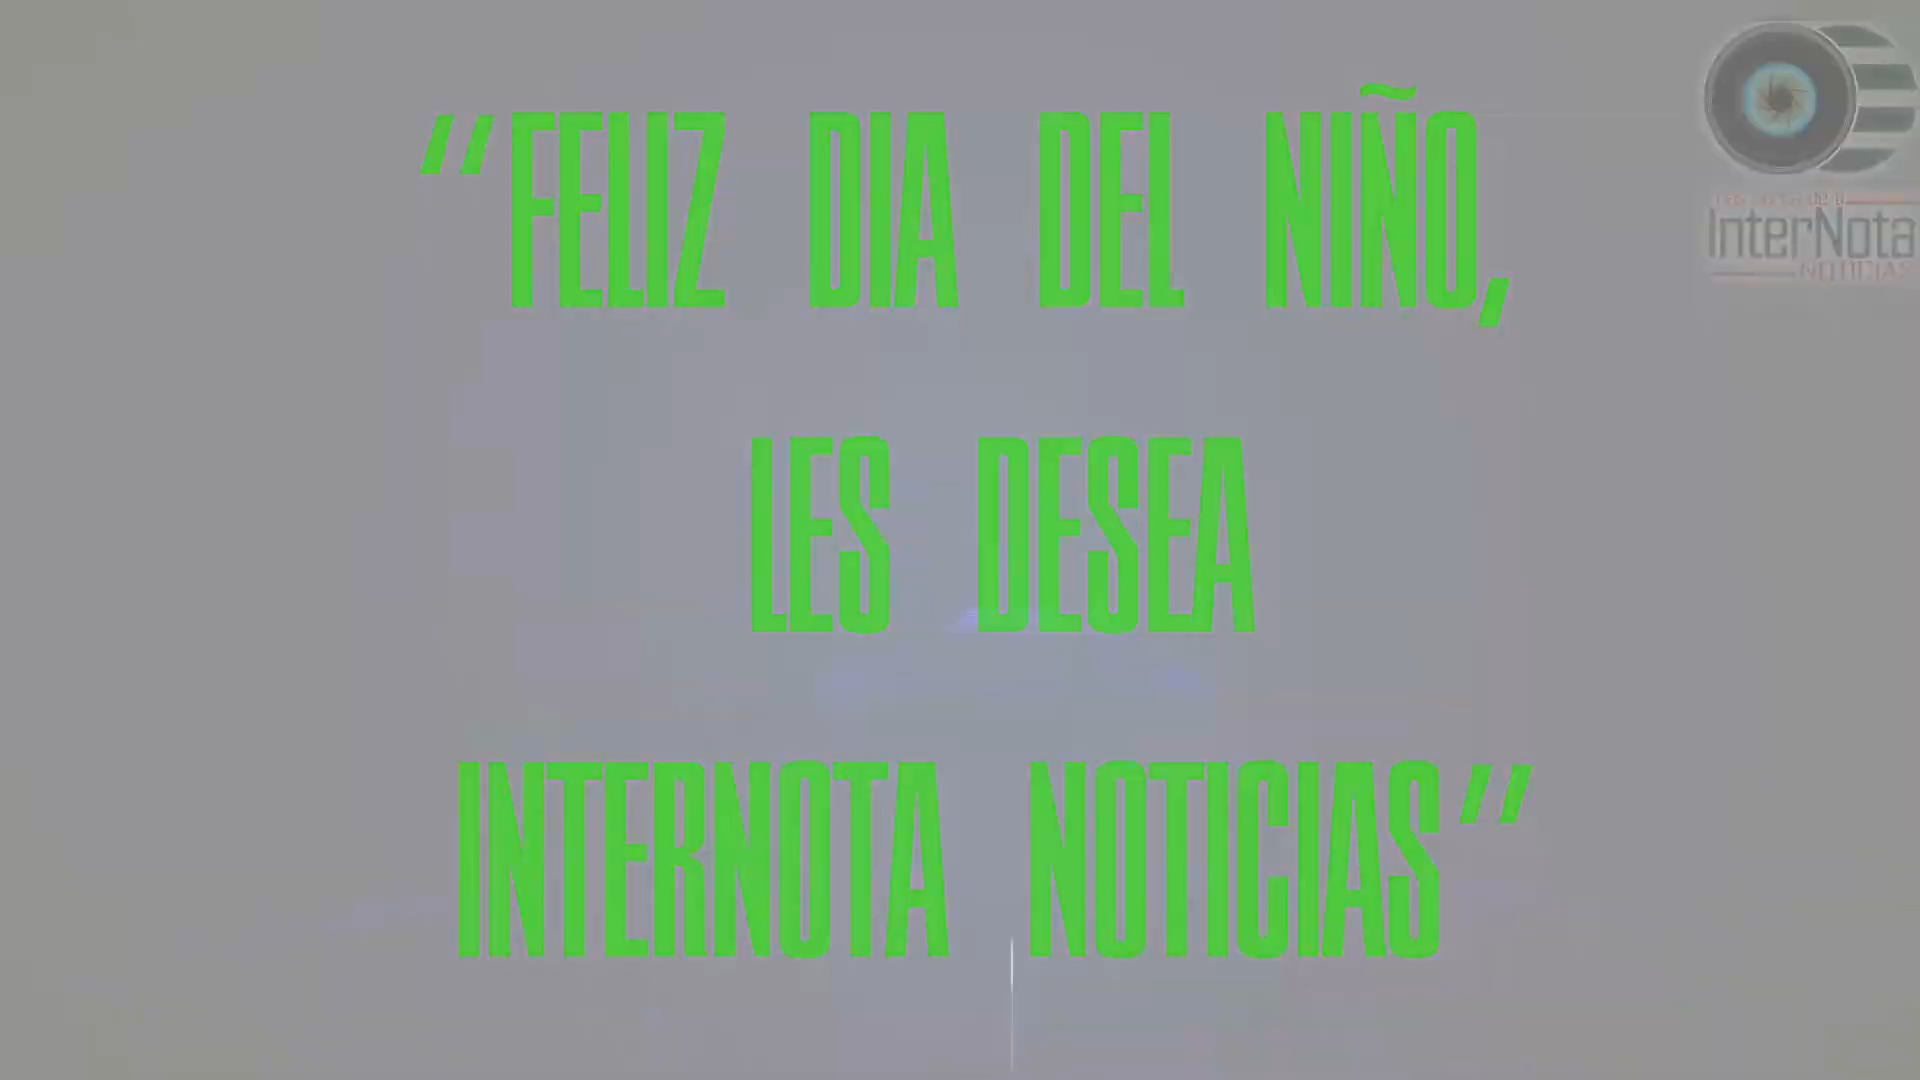 “FELIZ DIA DEL NIÑO,
LES DESEA
INTERNOTA NOTICIAS”
InterNota
NOTICIAS